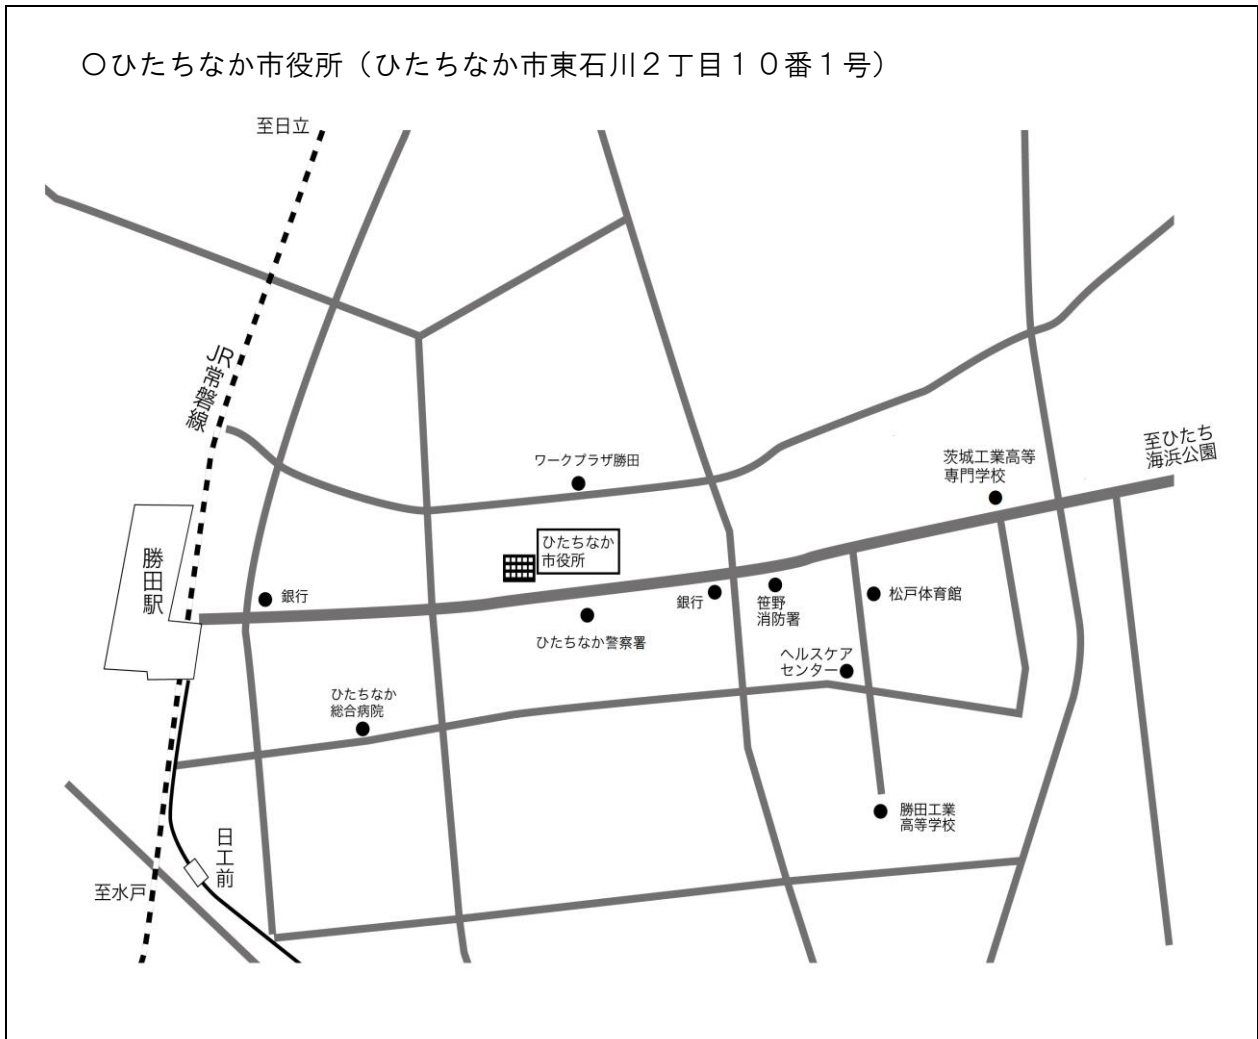 〇ひたちなか市役所（ひたちなか市東石川２丁目１０番１号）
至日立
JR常磐線
ワークプラザ勝田
茨城工業高等
専門学校
至ひたち
海浜公園
ひたちなか
市役所
勝田駅
銀行
銀行
笹野
消防署
松戸体育館
ひたちなか警察署
ヘルスケア
センター
ひたちなか
総合病院
勝田工業
高等学校
日工前
至水戸